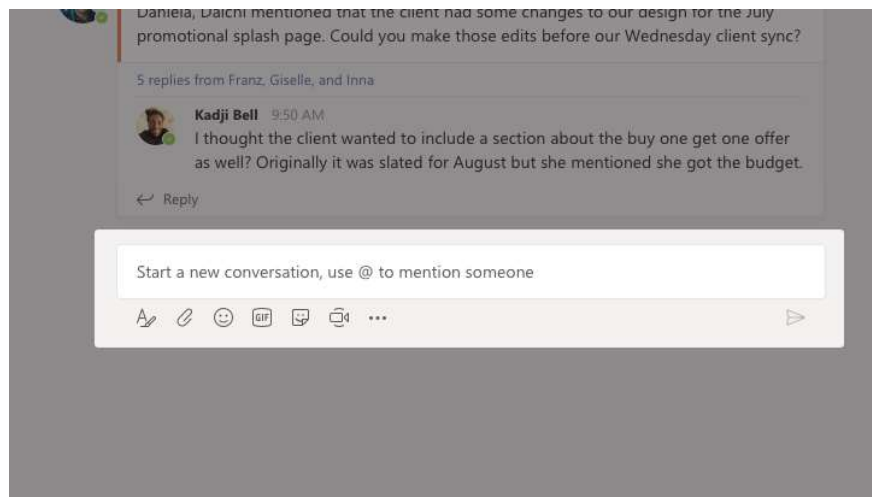 Daniela, Daichi mentioned that the client had some changes to our design for the July
promotional splash page. Could you make those edits before our Wednesday client sync?
5 replies from Franz, Giselle, and Inna
Kadji Bell 9:50 AM
I thought the client wanted to include a section about the buy one get one offer
as well? Originally it was slated for August but she mentioned she got the budget.
Reply
Start a new conversation, use @ to mention someone
GIF